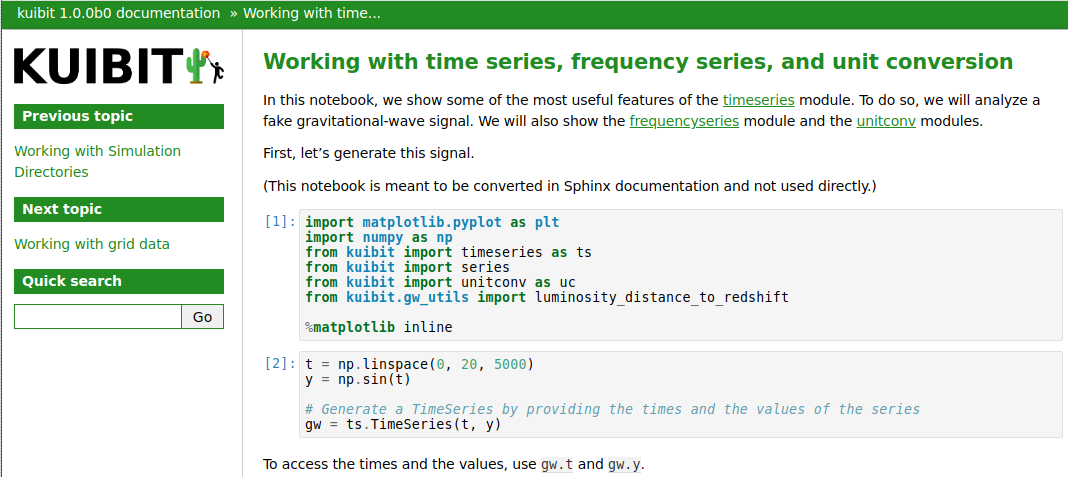 kuibit 1.0.0b0 documentation » Working with time...
KUIBIT
Previous topic
Working with Simulation
Directories
Next topic
Working with grid data
Quick search
Go
Working with time series, frequency series, and unit conversion
In this notebook, we show some of the most useful features of the timeseries module. To do so, we will analyze a
fake gravitational-wave signal. We will also show the frequencyseries module and the unitconv modules.
First, let’s generate this signal.
(This notebook is meant to be converted in Sphinx documentation and not used directly.)
[1]: import matplotlib.pyplot as plt
import numpy as np
from kuibit import timeseries as ts
from kuibit import series
from kuibit import unitconv as uc
from kuibit.gw_utils import luminosity_distance_to_redshift
%matplotlib inline
[2]: t = np.linspace(0, 20, 5000)
y = np.sin(t)
# Generate a TimeSeries by providing the times and the values of the series
gw = ts.TimeSeries(t, y)
To access the times and the values, use gw.t and gw.y.